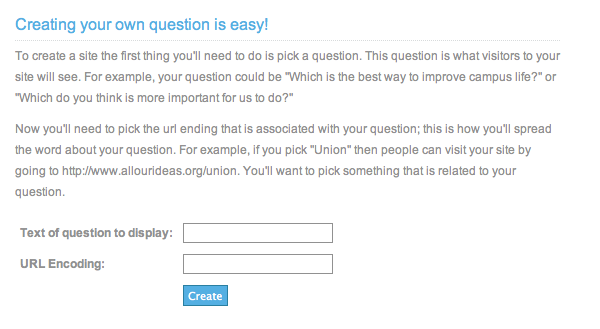 Creating your own question is easy!
To create a site the first thing you'll need to do is pick a question. This question is what visitors to your
site will see. For example, your question could be "Which is the best way to improve campus life?" or
"Which do you think is more important for us to do?"
Now you'll need to pick the url ending that is associated with your question; this is how you'll spread
the word about your question. For example, if you pick "Union" then people can visit your site by
going to http://www.allourideas.org/union. You'll want to pick something that is related to your
question.
Text of question to display:
URL Encoding:
Create